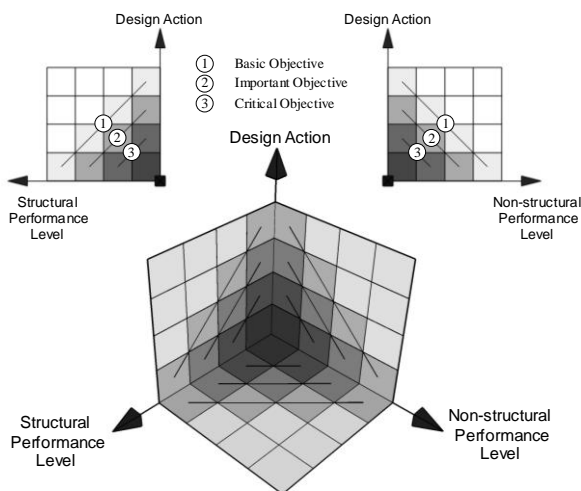 Design Action
Design Action
1 Basic Objective
2 Important Objective
3 Critical Objective
1
2
3
1
2
3
Design Action
Structural
Performance
Level
Non-structural
Performance
Level
Structural
Performance
Level
Non-structural
Performance
Level